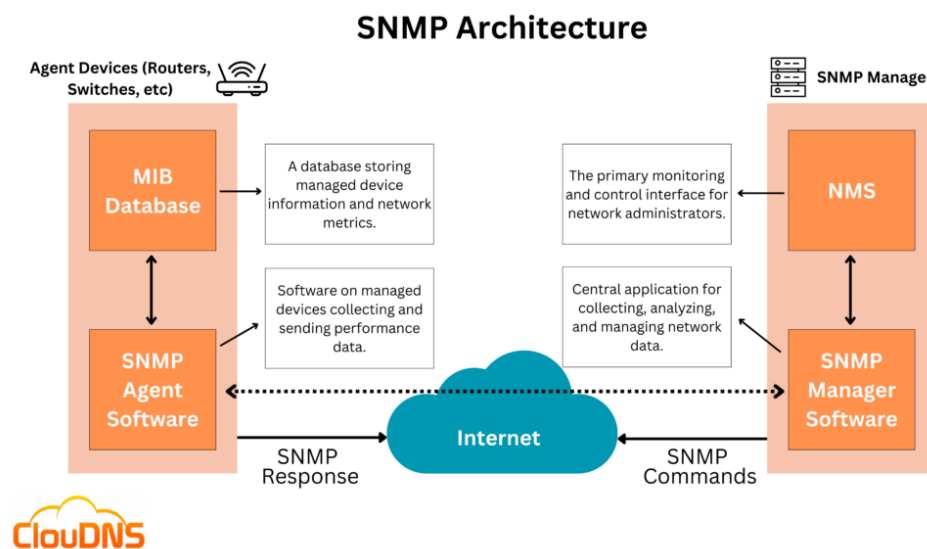 SNMP Architecture
Agent Devices (Routers,
Switches, etc)
SNMP Manage
MIB
Database
A database storing
managed device
information and network
metrics.
The primary monitoring
and control interface for
network administrators.
NMS
Software on managed
devices collecting and
sending performance
data.
Central application for
collecting, analyzing,
and managing network
data.
SNMP
Agent
Software
SNMP
Manager
Software
Internet
SNMP
Response
SNMP
Commands
ClouDNS